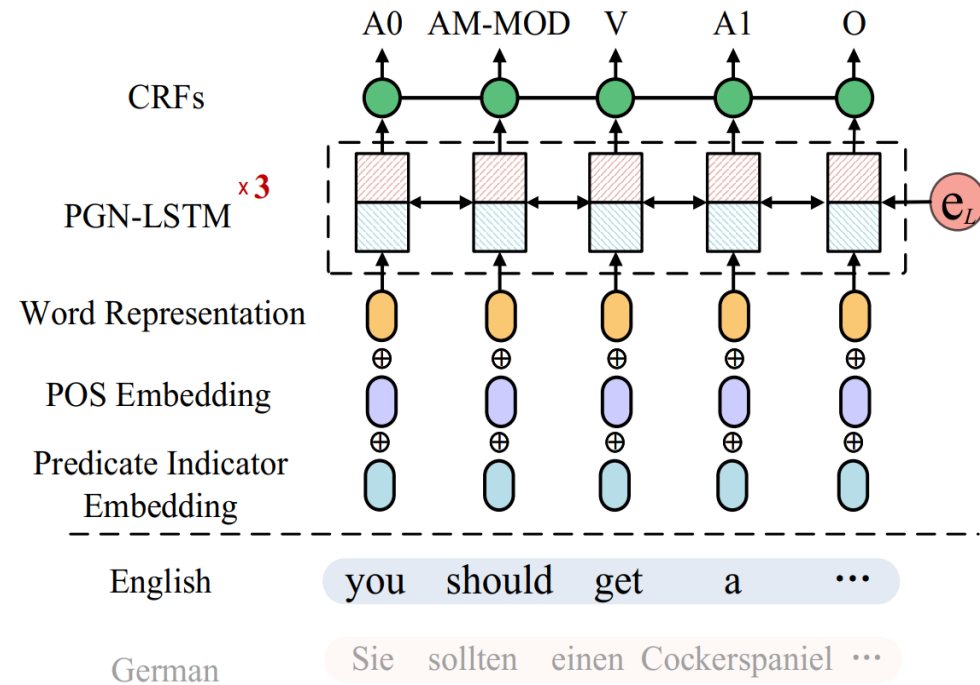 A0 AM-MOD V A1 O
CRFs
PGN-LSTM × 3
e_L
Word Representation
⊕ ⊕ ⊕ ⊕ ⊕
POS Embedding
⊕ ⊕ ⊕ ⊕ ⊕
Predicate Indicator
Embedding
English you should get a ···
German Sie sollten einen Cockerspaniel ···